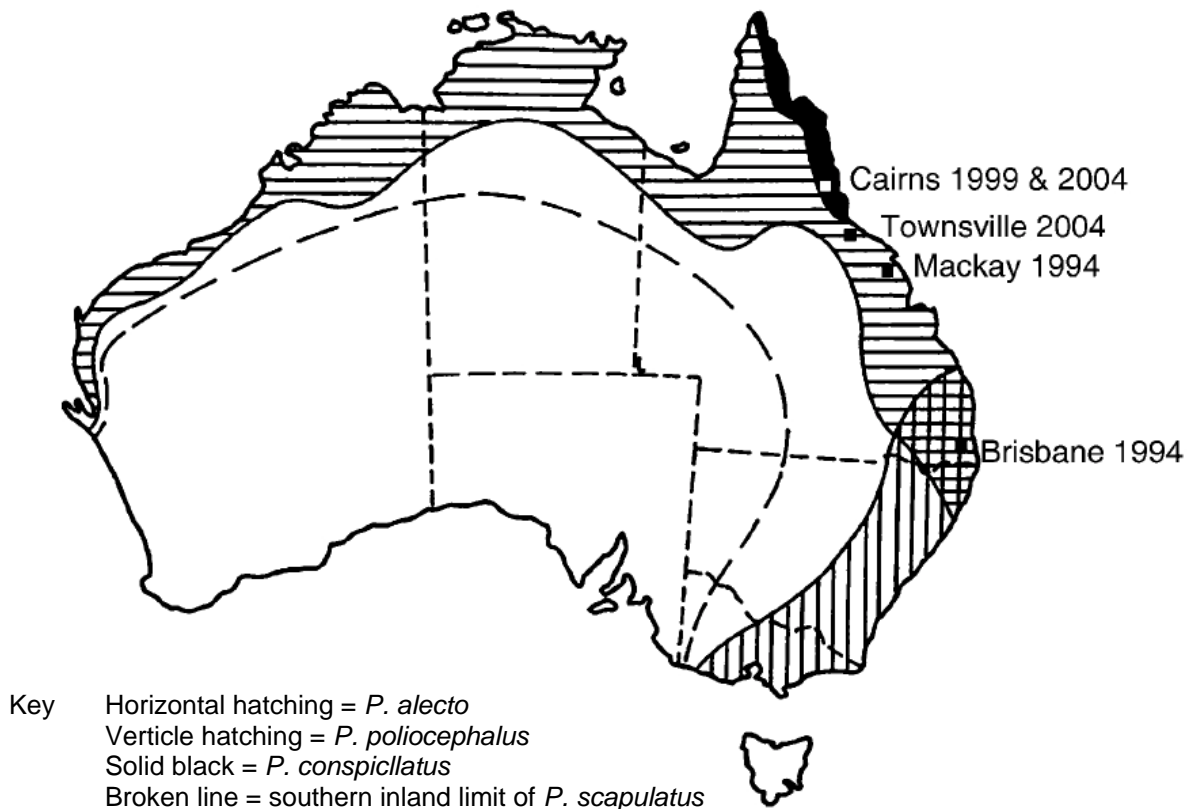 Cairns 1999 & 2004
Townsville 2004
Mackay 1994
Brisbane 1994
Key Horizontal hatching = P. alecto
Verticle hatching = P. poliocephalus
Solid black = P. conspicllatus
Broken line = southern inland limit of P. scapulatus